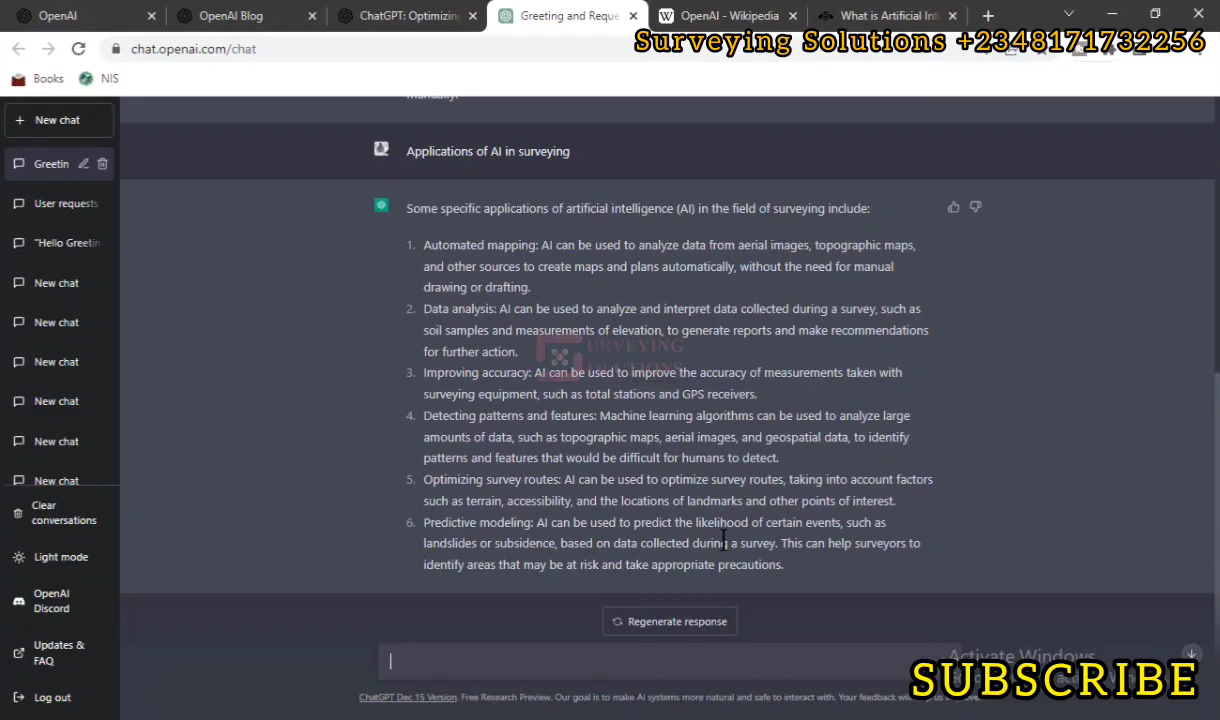 OpenAI
OpenAI Blog
ChatGPT: Optimizing
Greeting and Reque
OpenAI - Wikipedia
What is Artificial Int
chat.openai.com/chat
Surveying Solutions +2348171732256
Books
NIS
manually.
New chat
Applications of AI in surveying
Greetin
User requests
"Hello Greetin
New chat
New chat
New chat
New chat
New chat
New chat
Clear
conversations
Light mode
OpenAI
Discord
Updates &
FAQ
Log out
Some specific applications of artificial intelligence (AI) in the field of surveying include:
1. Automated mapping: AI can be used to analyze data from aerial images, topographic maps,
and other sources to create maps and plans automatically, without the need for manual
drawing or drafting.
2. Data analysis: AI can be used to analyze and interpret data collected during a survey, such as
soil samples and measurements of elevation, to generate reports and make recommendations
for further action.
URVEYING
OLUTIONS
3. Improving accuracy: AI can be used to improve the accuracy of measurements taken with
surveying equipment, such as total stations and GPS receivers.
4. Detecting patterns and features: Machine learning algorithms can be used to analyze large
amounts of data, such as topographic maps, aerial images, and geospatial data, to identify
patterns and features that would be difficult for humans to detect.
5. Optimizing survey routes: AI can be used to optimize survey routes, taking into account factors
such as terrain, accessibility, and the locations of landmarks and other points of interest.
6. Predictive modeling: AI can be used to predict the likelihood of certain events, such as
landslides or subsidence, based on data collected during a survey. This can help surveyors to
identify areas that may be at risk and take appropriate precautions.
Regenerate response
Activate Windows
SUBSCRIBE
ChatGPT Dec 15 Version. Free Research Preview. Our goal is to make AI systems more natural and safe to interact with. Your feedback